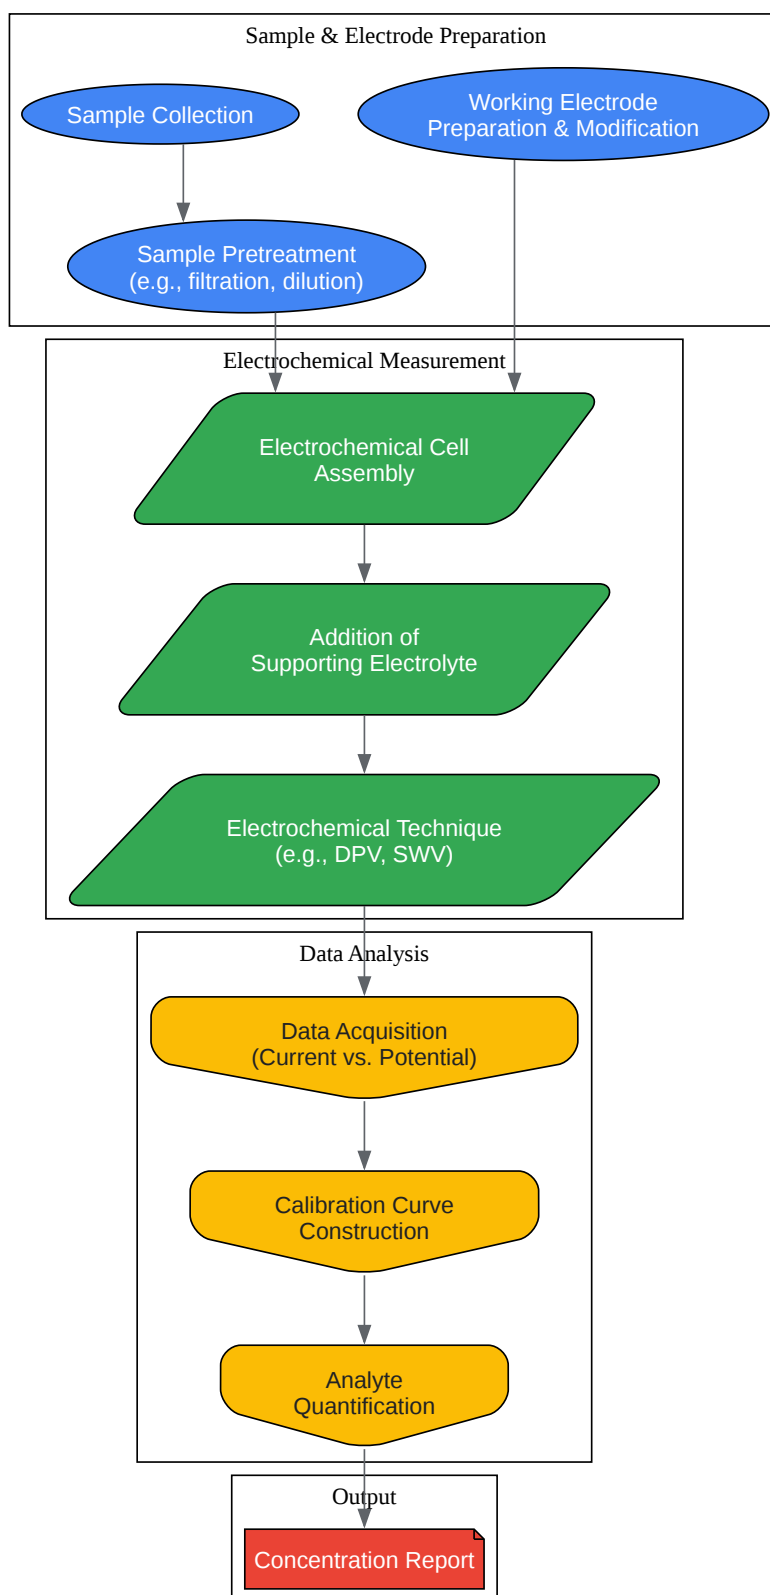 Sample & Electrode Preparation
Sample Collection
Working Electrode
Preparation & Modification
Sample Pretreatment
(e.g., filtration, dilution)
Electrochemical Measurement
Electrochemical Cell
Assembly
Addition of
Supporting Electrolyte
Electrochemical Technique
(e.g., DPV, SWV)
Data Analysis
Data Acquisition
(Current vs. Potential)
Calibration Curve
Construction
Analyte
Quantification
Output
Concentration Report